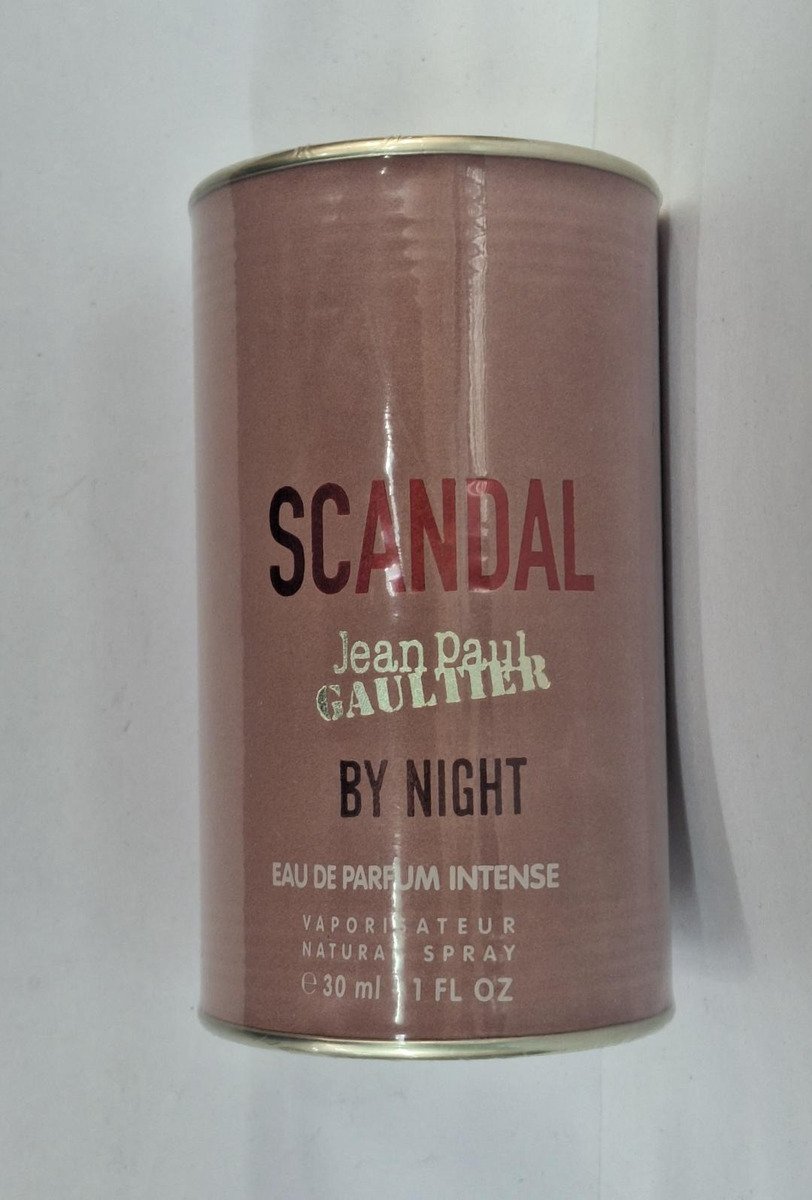 SCANDAL
Jean Paul
GAULTIER
BY NIGHT
EAU DE PARFUM INTENSE
VAPORISATEUR
NATURAL SPRAY
℮ 30 ml - 1 FL OZ